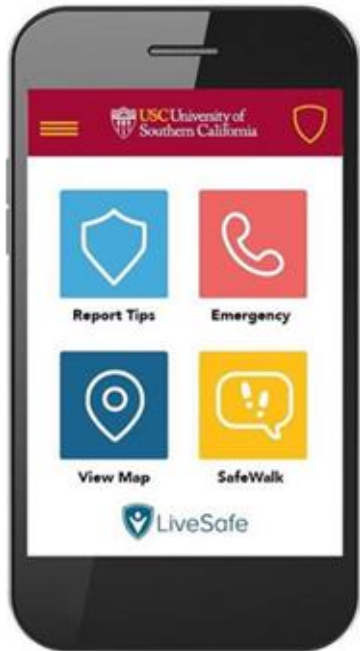 USC University of
Southern California
Report Tips
Emergency
View Map
SafeWalk
LiveSafe